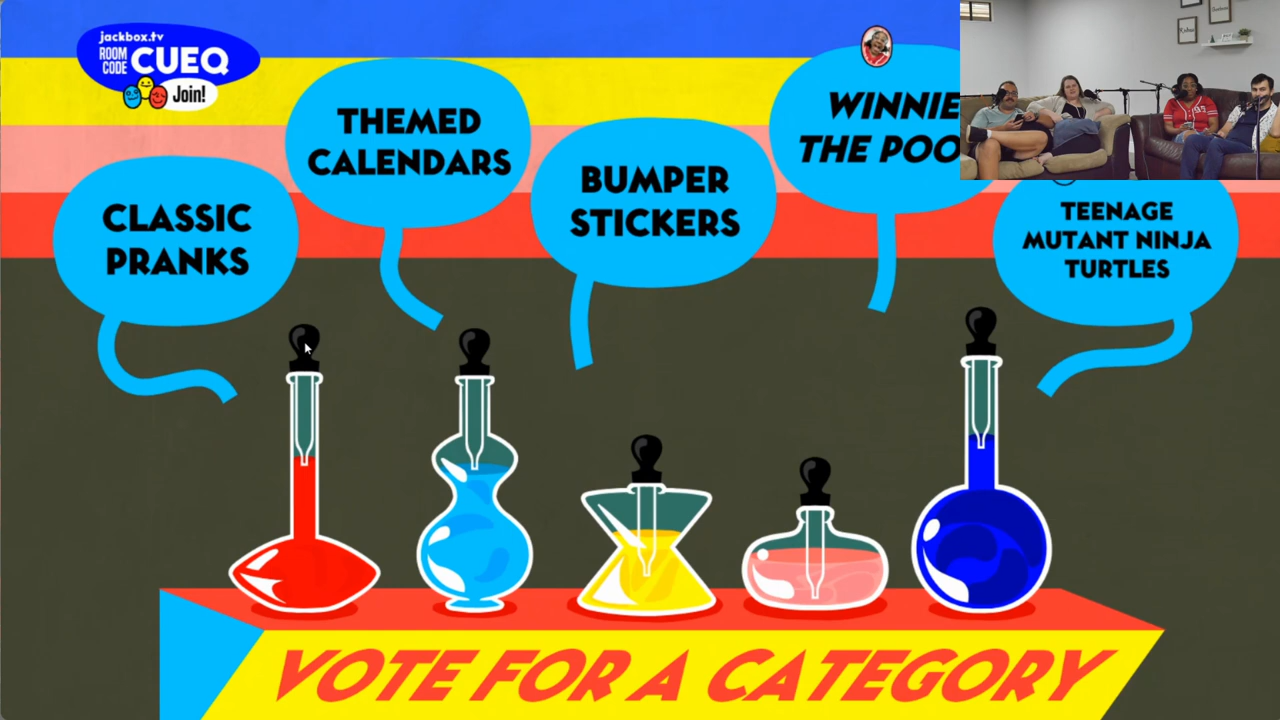 jackbox.tv
ROOM
CODE
CUEQ
Join!
CLASSIC
PRANKS
THEMED
CALENDARS
BUMPER
STICKERS
WINNIE
THE
TEENAGE
MUTANT NINJA
TURTLES
VOTE FOR A CATEGORY